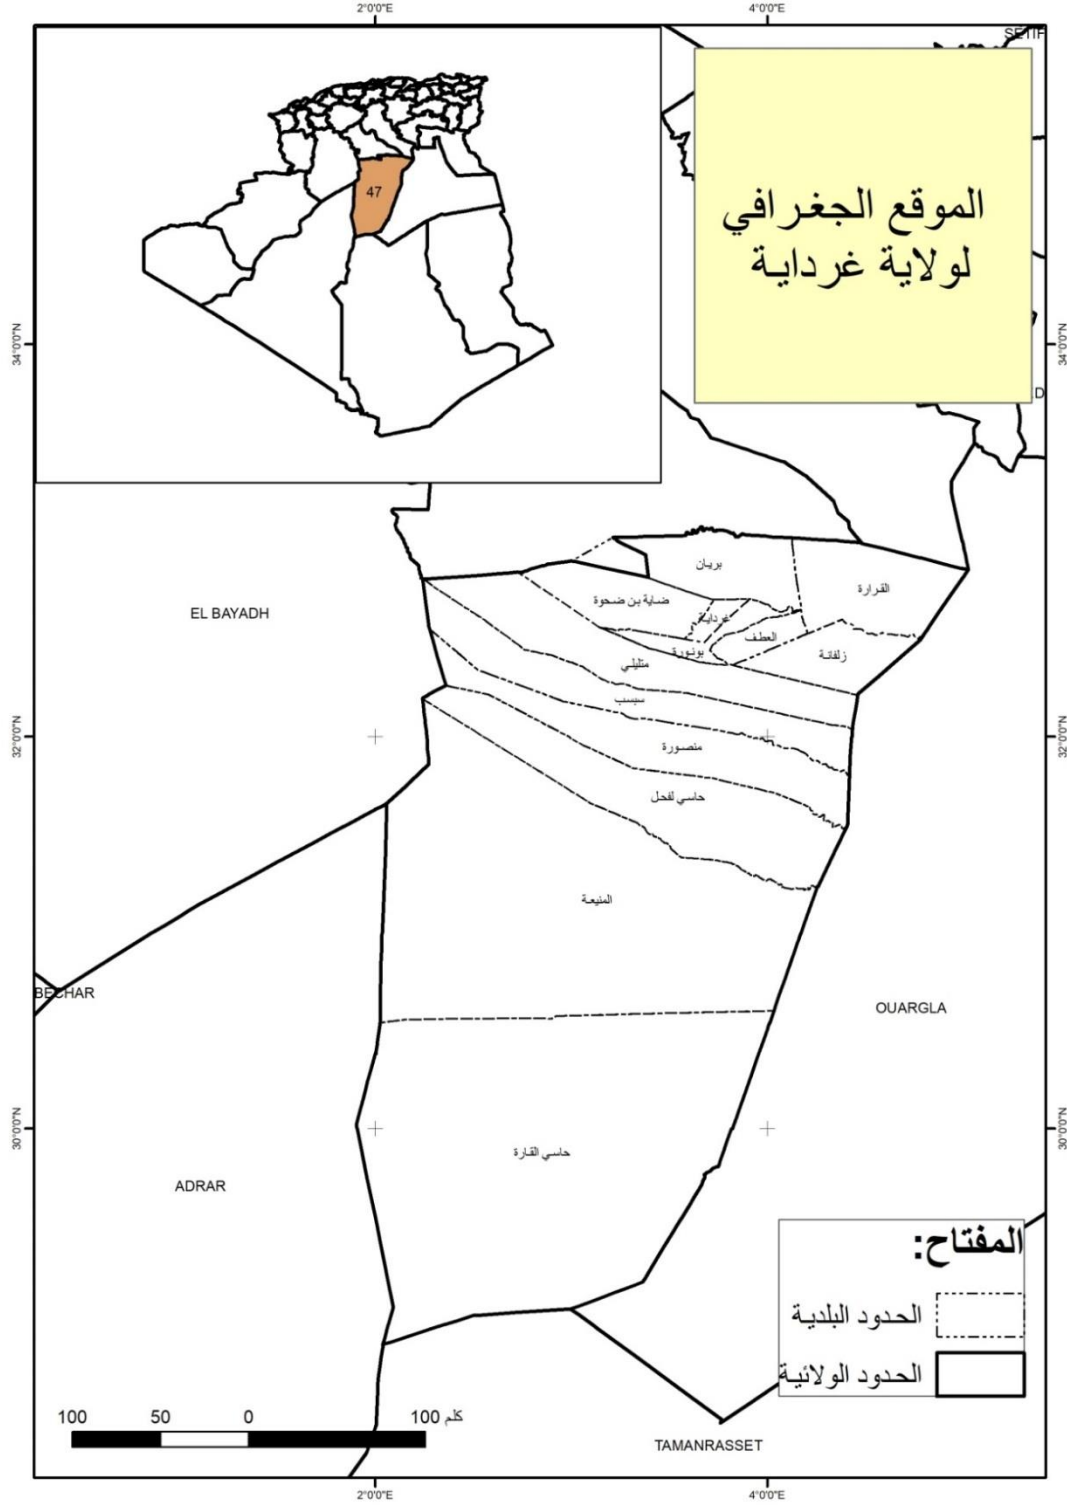 2°0'0"E
4°0'0"E
SETIF
47
الموقع الجغرافي
لولاية غرداية
34°0'0"N
34°0'0"N
بريان
القرارة
ضاية بن ضحوة
غرداية
العطف
بونورة
زلفانة
متليلي
سبسب
منصورة
حاسي لفحل
المنيعة
حاسي القارة
EL BAYADH
32°0'0"N
32°0'0"N
BECHAR
OUARGLA
30°0'0"N
30°0'0"N
ADRAR
TAMANRASSET
المفتاح:
الحدود البلدية
الحدود الولائية
100 50 0 100 كلم
2°0'0"E
4°0'0"E